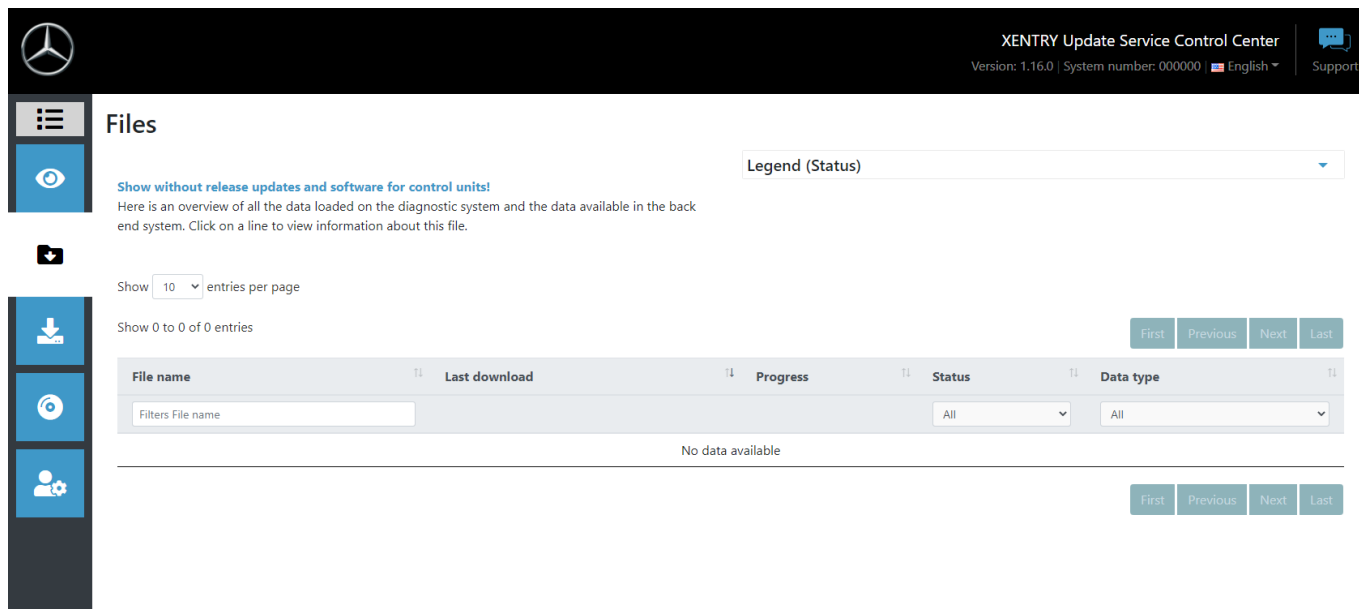 XENTRY Update Service Control Center
Version: 1.16.0 | System number: 000000 | English
Support
Files
Legend (Status)
Show without release updates and software for control units!
Here is an overview of all the data loaded on the diagnostic system and the data available in the back
end system. Click on a line to view information about this file.
Show 10 entries per page
Show 0 to 0 of 0 entries
First Previous Next Last
File name Last download Progress Status Data type
Filters File name All All
No data available
First Previous Next Last